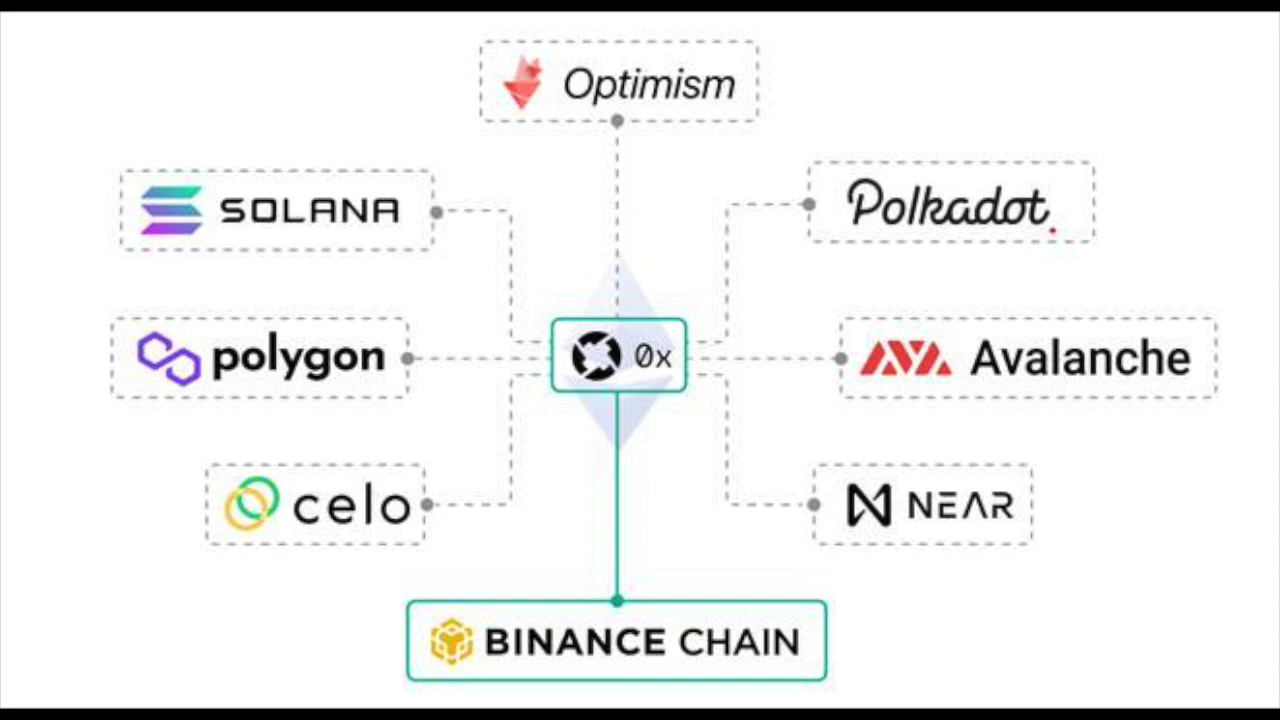 Optimism
SOLANA
Polkadot.
polygon
0x
Avalanche
celo
NEAR
BINANCE CHAIN